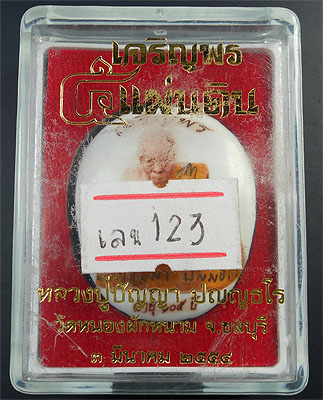 เจริญพร
๕ แผ่นดิน
เลข 123
หลวงปู่ปัญญา ปญฺญธโร
วัดหนองผักหนาม จ.ชลบุรี
๓ มีนาคม ๒๕๕๔